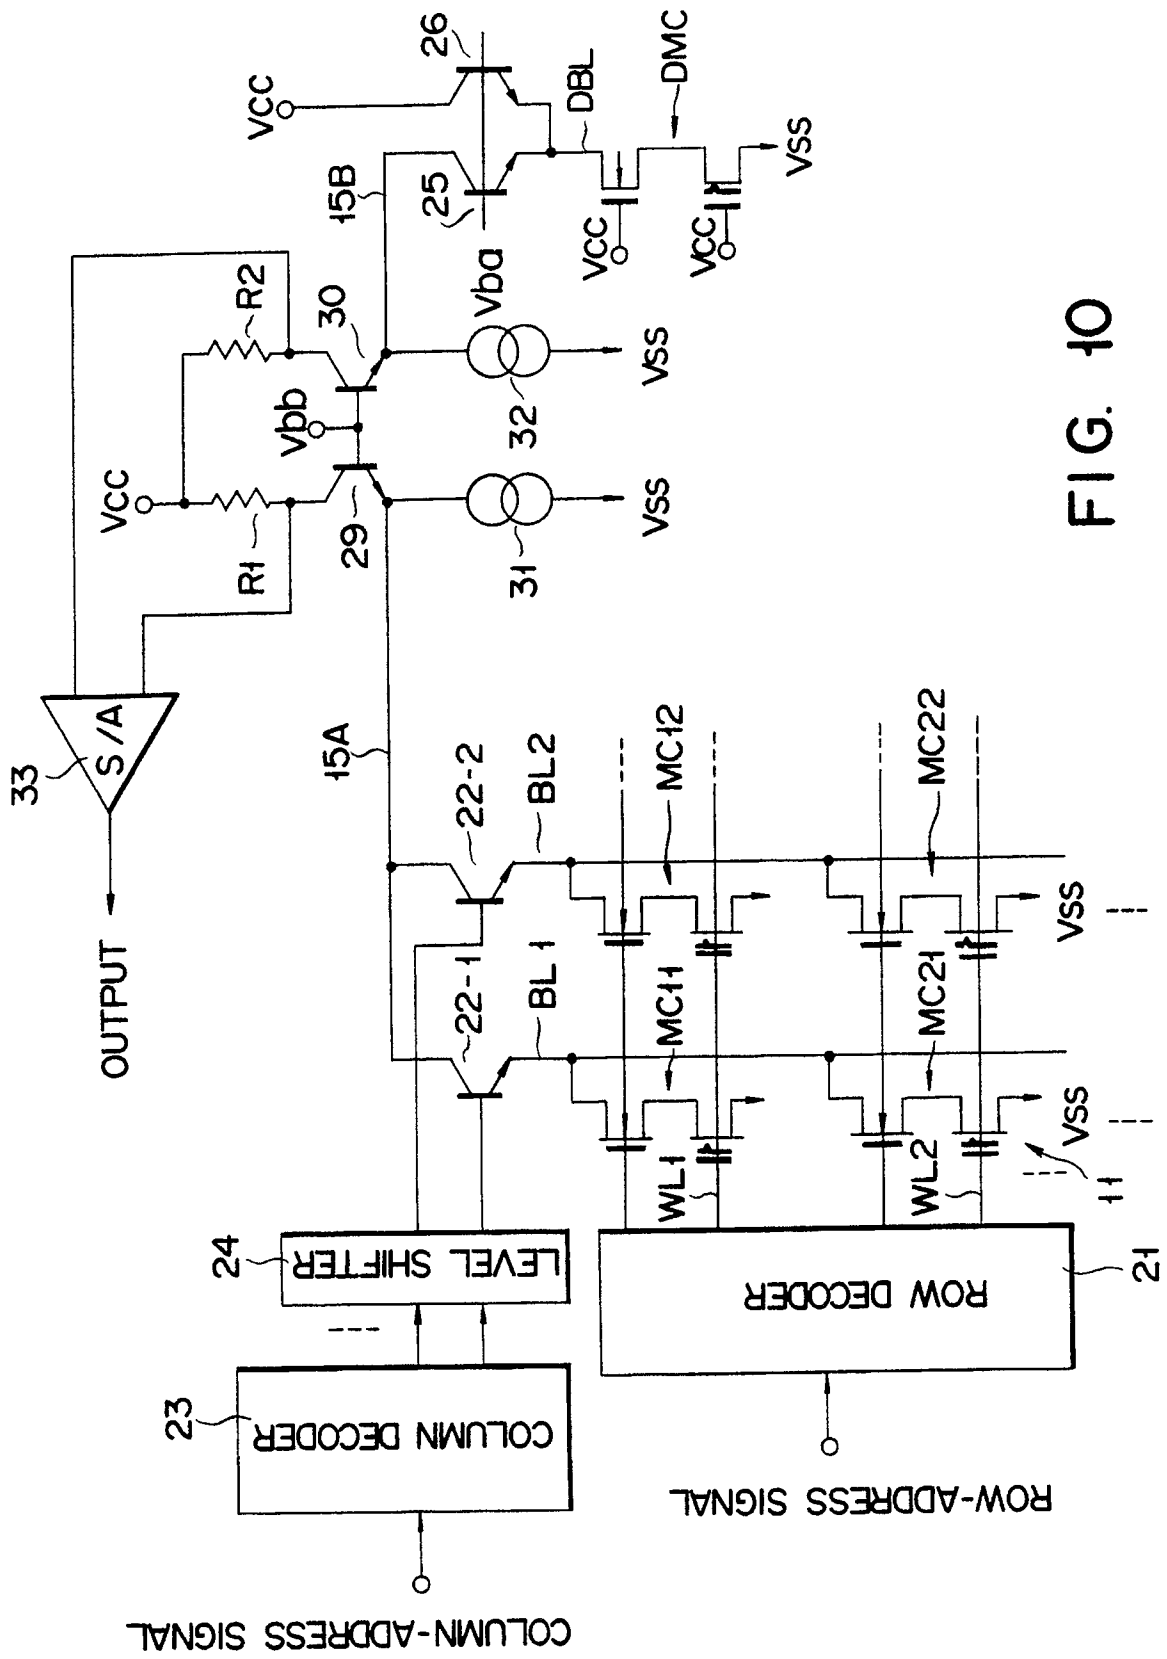 VCC
26
15B
25
DBL
DMC
VCC
VCC
VSS
Vba
R2
30
Vbb
VCC
R1
29
32
VSS
31
VSS
33
S/A
OUTPUT
15A
22-2
22-1
BL2
BL1
MC12
MC11
MC22
MC21
VSS
VSS
WL1
WL2
11
24
LEVEL SHIFTER
23
COLUMN DECODER
ROW DECODER
21
COLUMN-ADDRESS SIGNAL
ROW-ADDRESS SIGNAL
FIG. 10